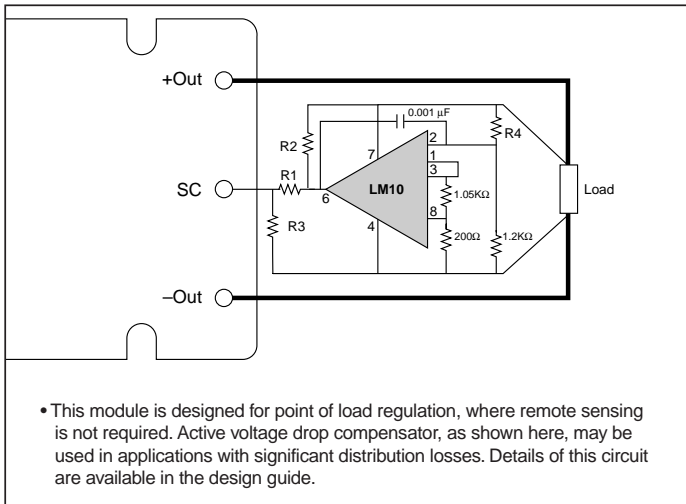 +Out
0.001 µF
R2
R4
7
2
1
3
SC
R1
LM10
6
1.05KΩ
Load
8
R3
4
200Ω
1.2KΩ
–Out
• This module is designed for point of load regulation, where remote sensing
is not required. Active voltage drop compensator, as shown here, may be
used in applications with significant distribution losses. Details of this circuit
are available in the design guide.